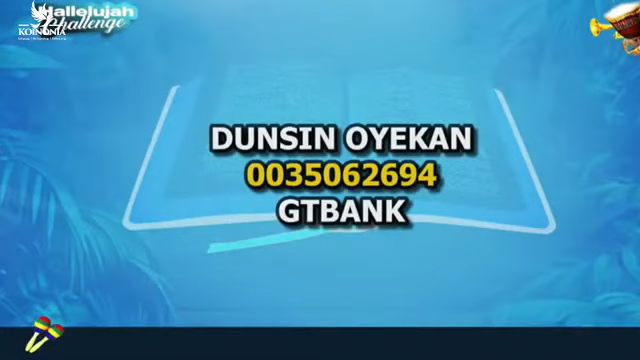 Hallelujah
Challenge
KOINONIA
DUNSIN OYEKAN
0035062694
GTBANK